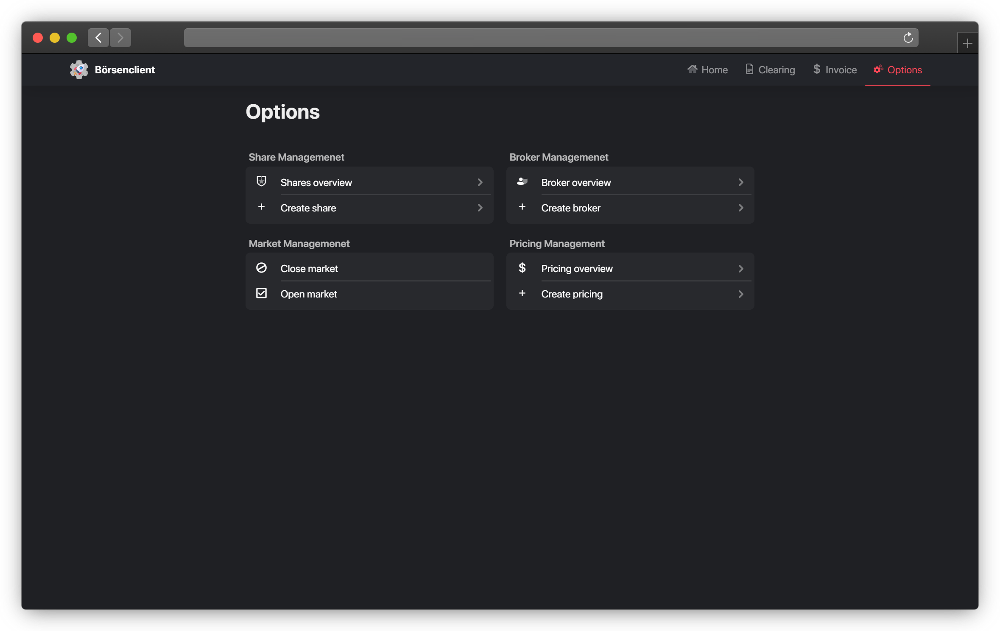 Börsenclient
Home
Clearing
Invoice
Options
Options
Share Managemenet
Shares overview
Create share
Broker Managemenet
Broker overview
Create broker
Market Managemenet
Close market
Open market
Pricing Management
Pricing overview
Create pricing